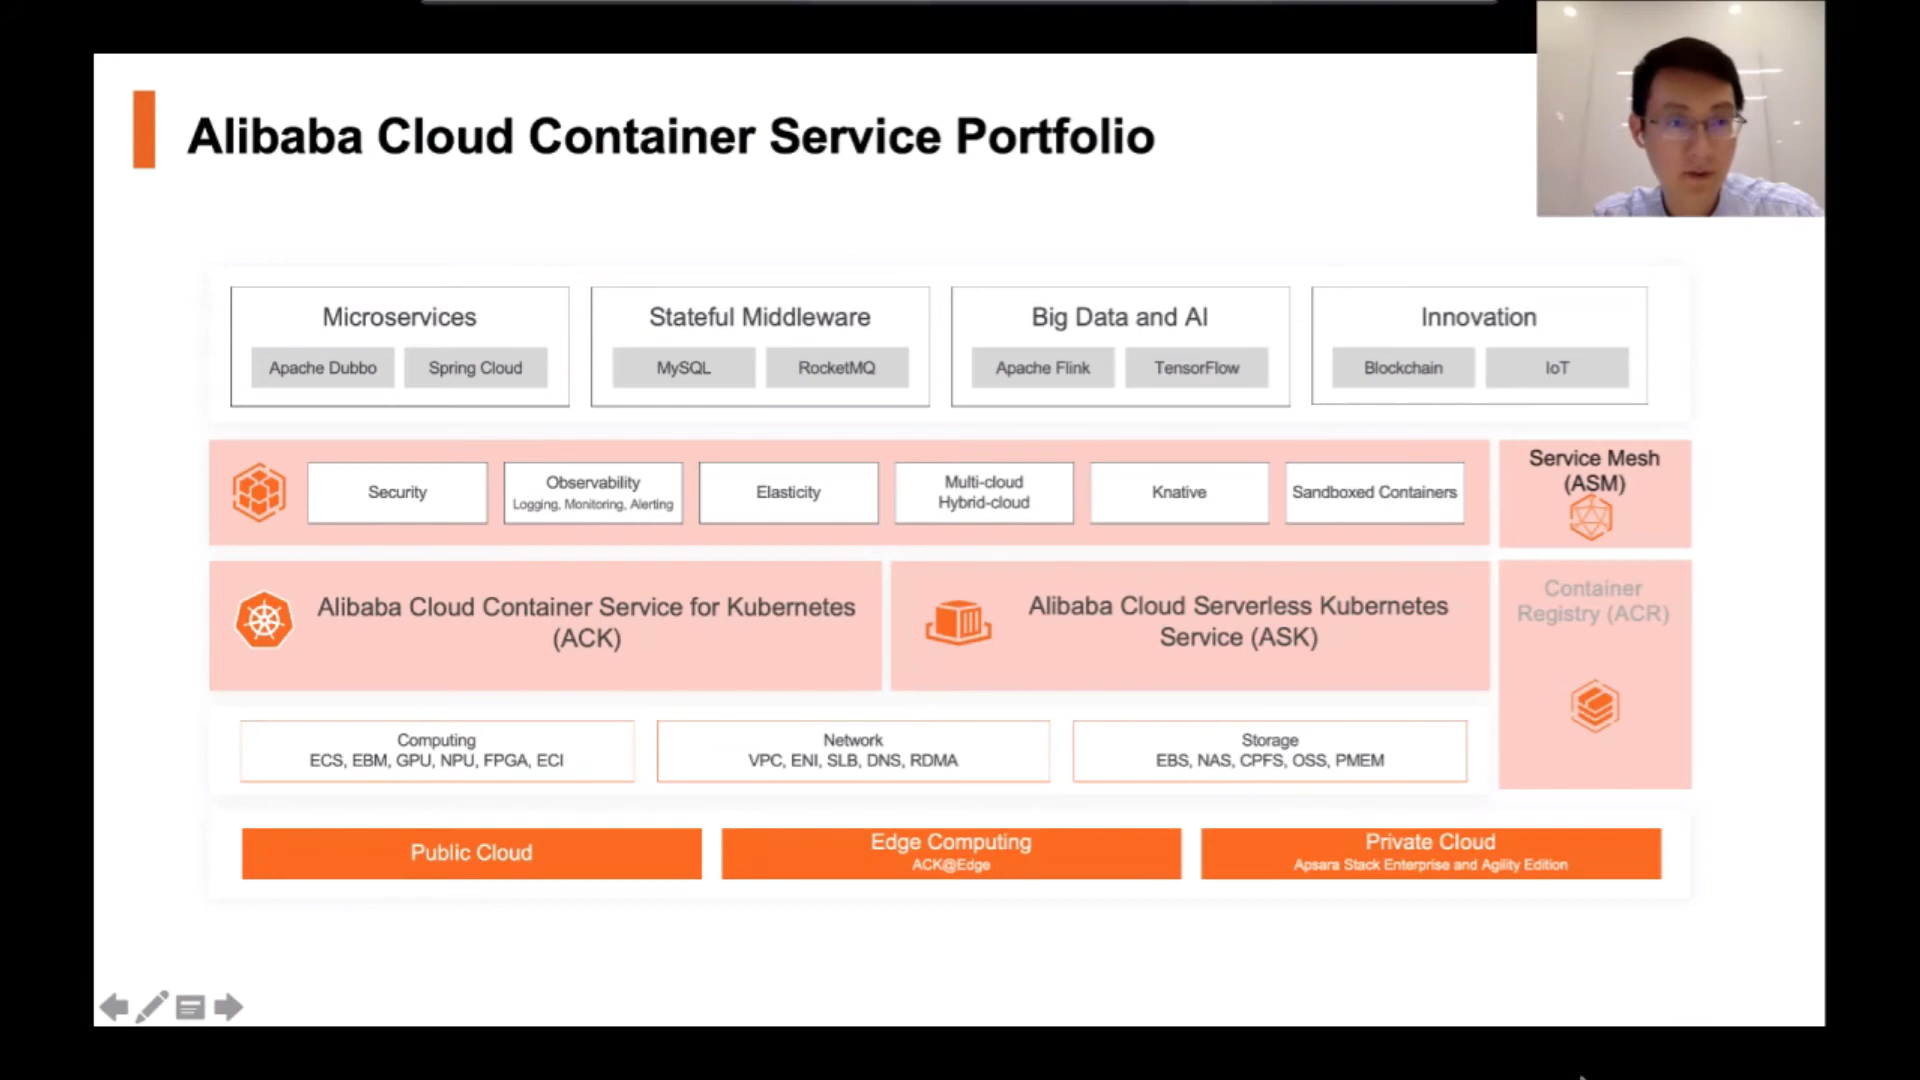 Alibaba Cloud Container Service Portfolio
Microservices
Apache Dubbo
Spring Cloud
Stateful Middleware
MySQL
RocketMQ
Big Data and AI
Apache Flink
TensorFlow
Innovation
Blockchain
IoT
Security
Observability
Logging, Monitoring, Alerting
Elasticity
Multi-cloud
Hybrid-cloud
Knative
Sandboxed Containers
Service Mesh
(ASM)
Alibaba Cloud Container Service for Kubernetes
(ACK)
Alibaba Cloud Serverless Kubernetes
Service (ASK)
Container
Registry (ACR)
Computing
ECS, EBM, GPU, NPU, FPGA, ECI
Network
VPC, ENI, SLB, DNS, RDMA
Storage
EBS, NAS, CPFS, OSS, PMEM
Public Cloud
Edge Computing
ACK@Edge
Private Cloud
Apsara Stack Enterprise and Agility Edition